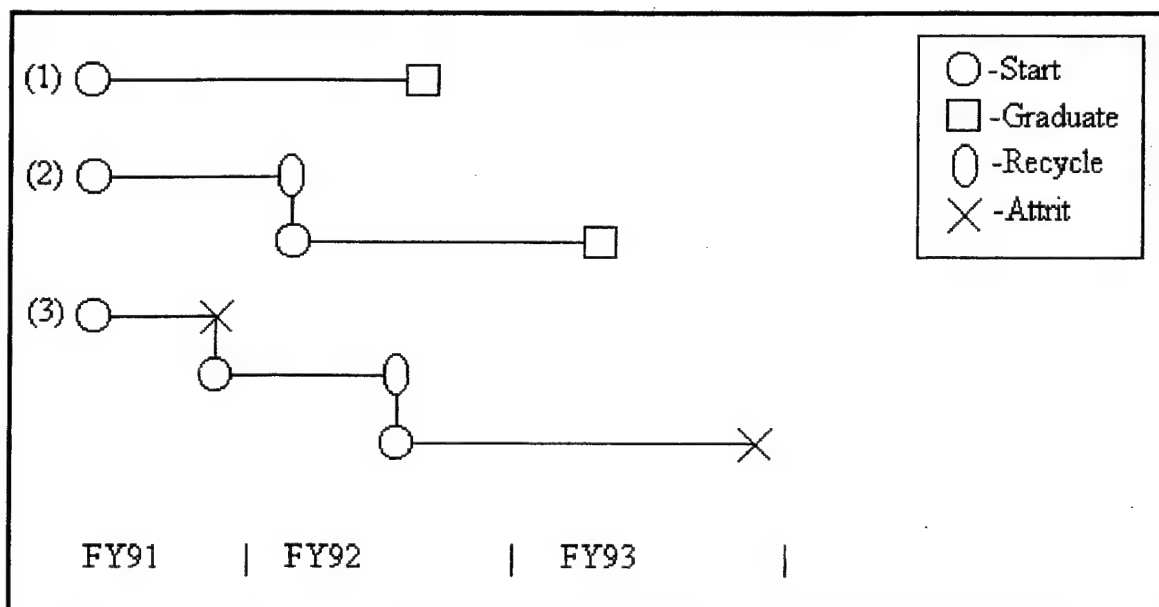 (1)
(2)
(3)
-Start
-Graduate
-Recycle
-Attrit
FY91 | FY92 | FY93 |